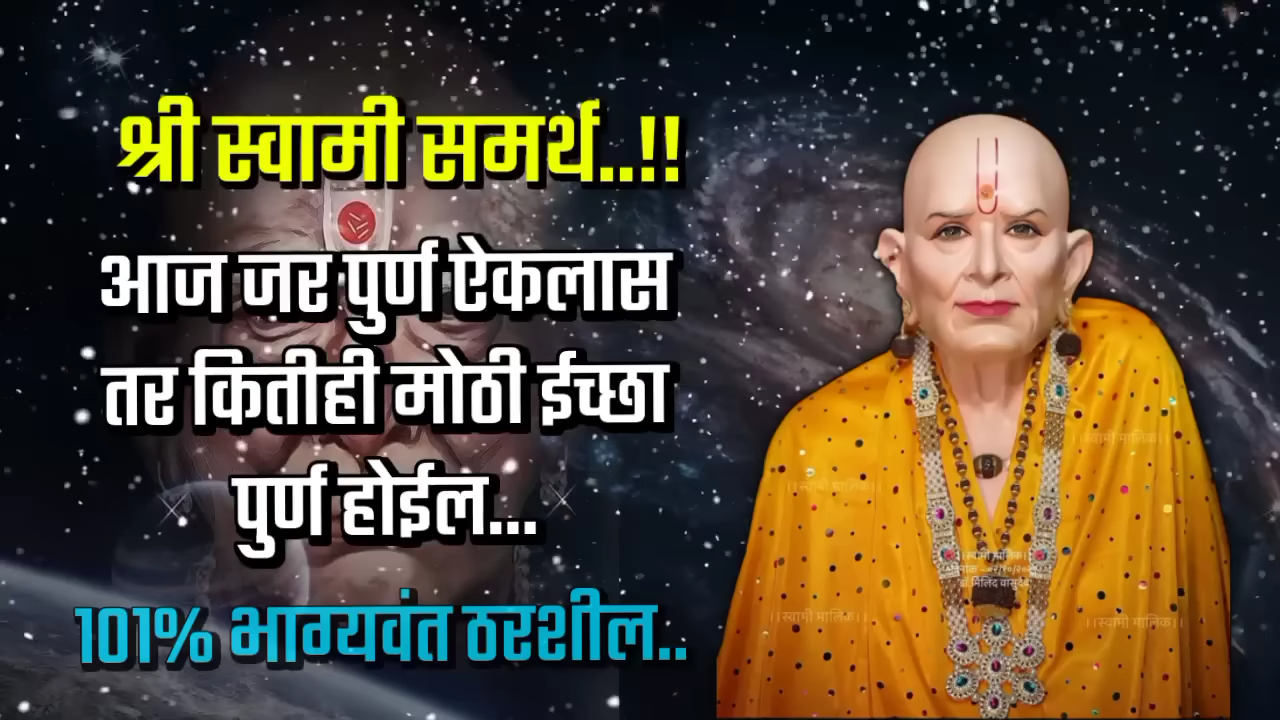 श्री स्वामी समर्थ..!!
आज जर पुर्ण ऐकलास
तर कितीही मोठी ईच्छा
पुर्ण होईल...
101% भाग्यवंत ठरशील..
।।स्वामी मालिक।।
।।स्वामी मालिक।।
।।स्वामी मालिक।।
डॉ मिलिंद वासुदेव
।।स्वामी मालिक।।
।।स्वामी मालिक।।